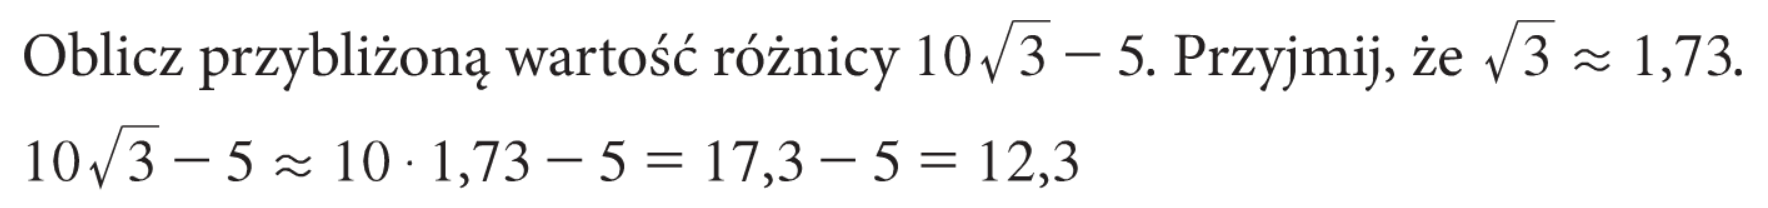 Oblicz przybliżoną wartość różnicy 10√3 − 5. Przyjmij, że √3 ≈ 1,73.
10√3 − 5 ≈ 10 · 1,73 − 5 = 17,3 − 5 = 12,3